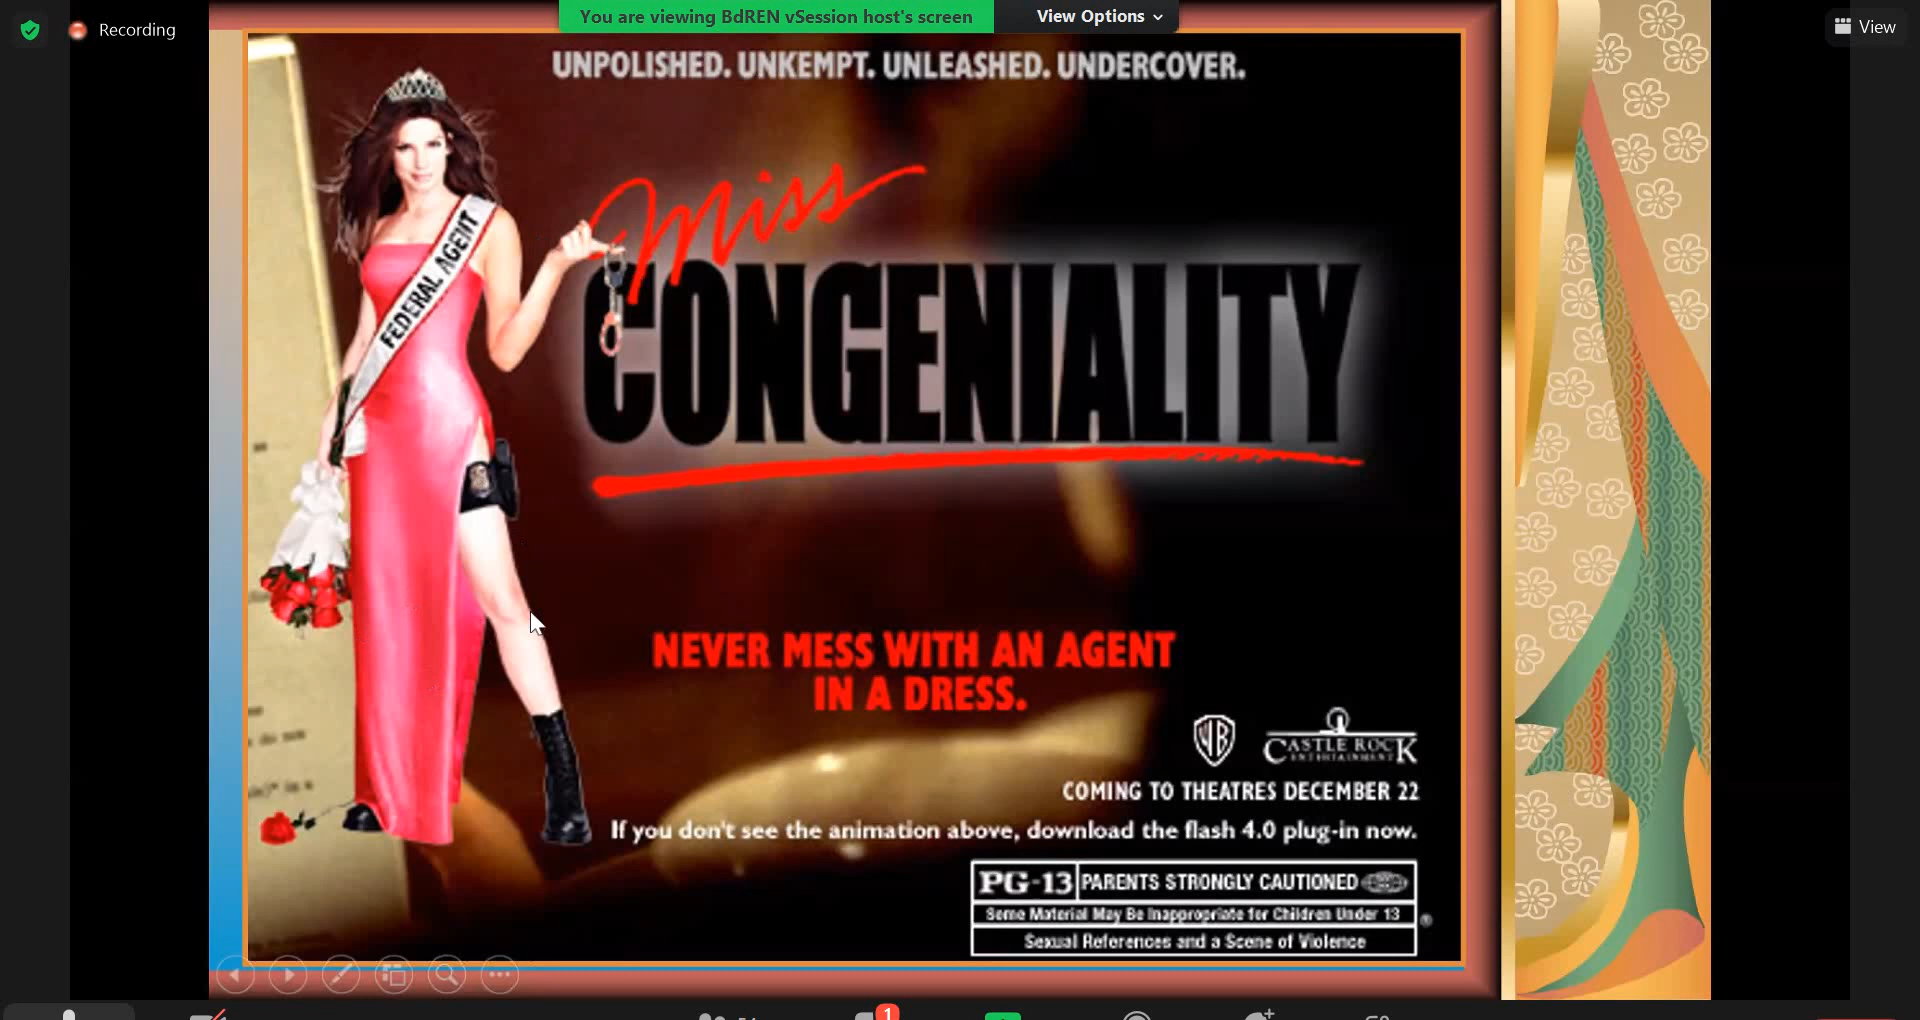 You are viewing BdREN vSession host's screen
View Options
Recording
View
UNPOLISHED. UNKEMPT. UNLEASHED. UNDERCOVER.
Miss
CONGENIALITY
FEDERAL AGENT
NEVER MESS WITH AN AGENT
IN A DRESS.
WB
CASTLE ROCK
ENTERTAINMENT
COMING TO THEATRES DECEMBER 22
If you don't see the animation above, download the flash 4.0 plug-in now.
PG-13 PARENTS STRONGLY CAUTIONED
Some Material May Be Inappropriate for Children Under 13
®
Sexual References and a Scene of Violence
1